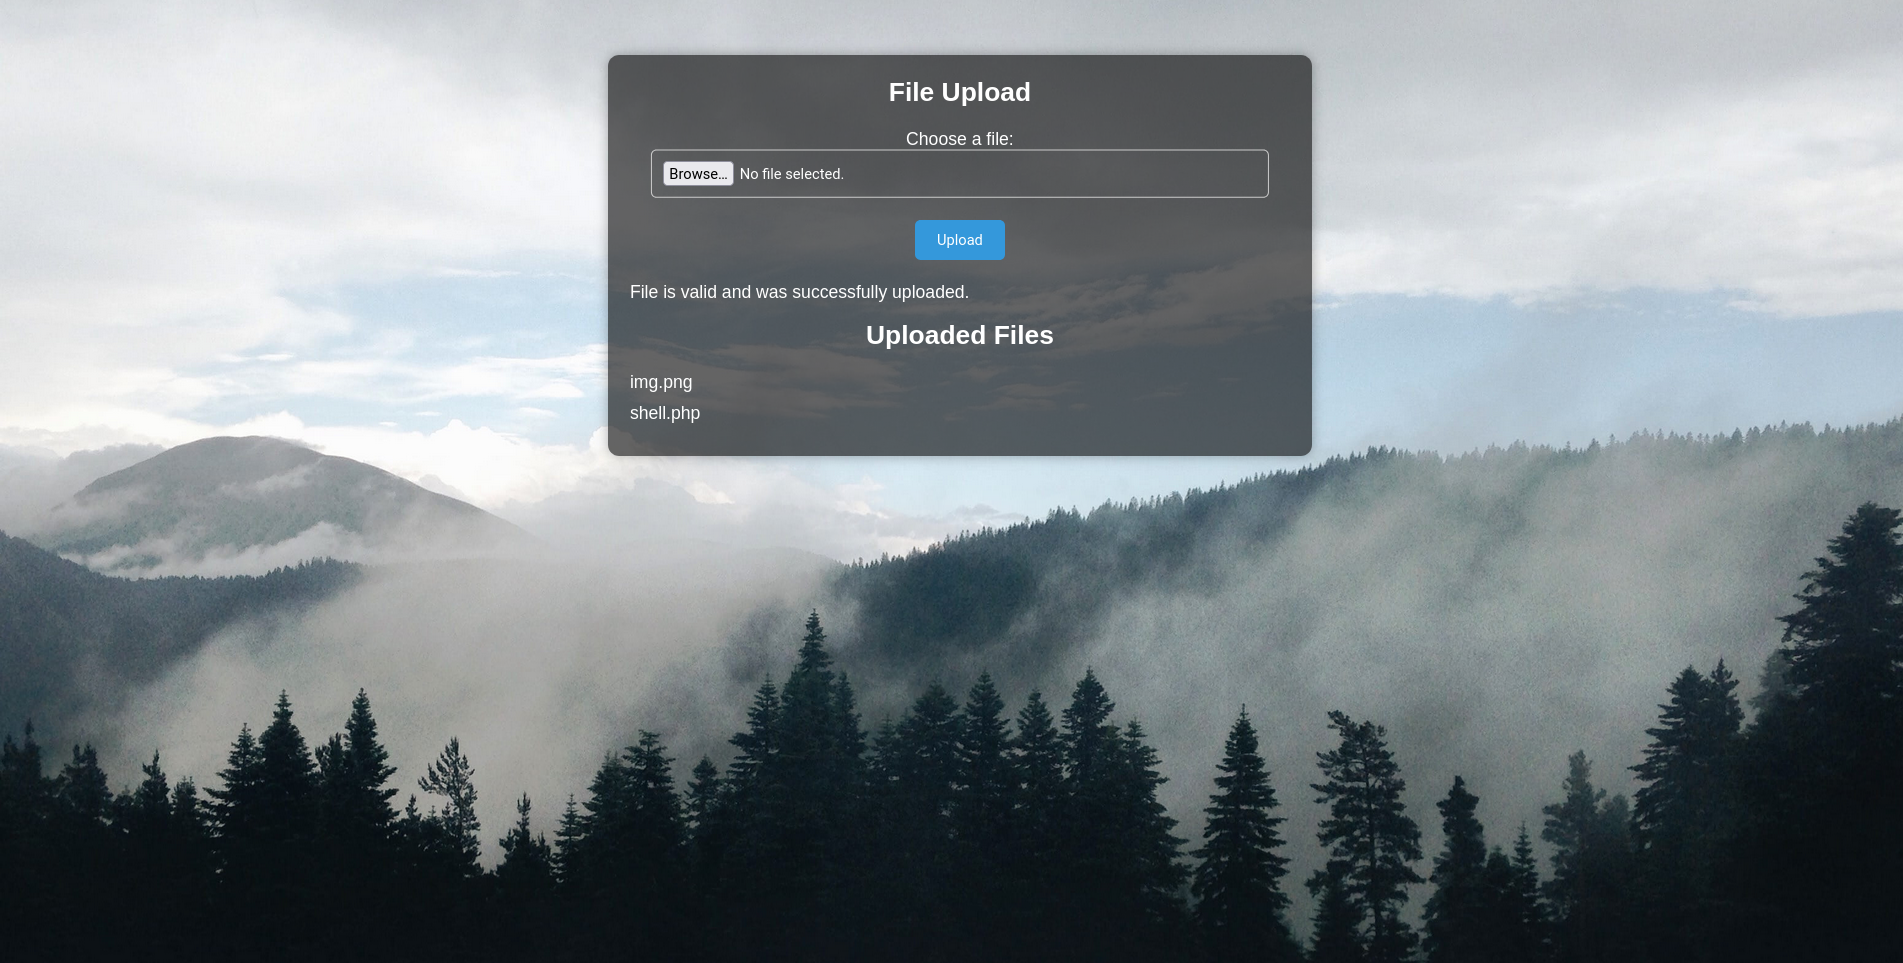 File Upload
Choose a file:
Browse… No file selected.
Upload
File is valid and was successfully uploaded.
Uploaded Files
img.png
shell.php